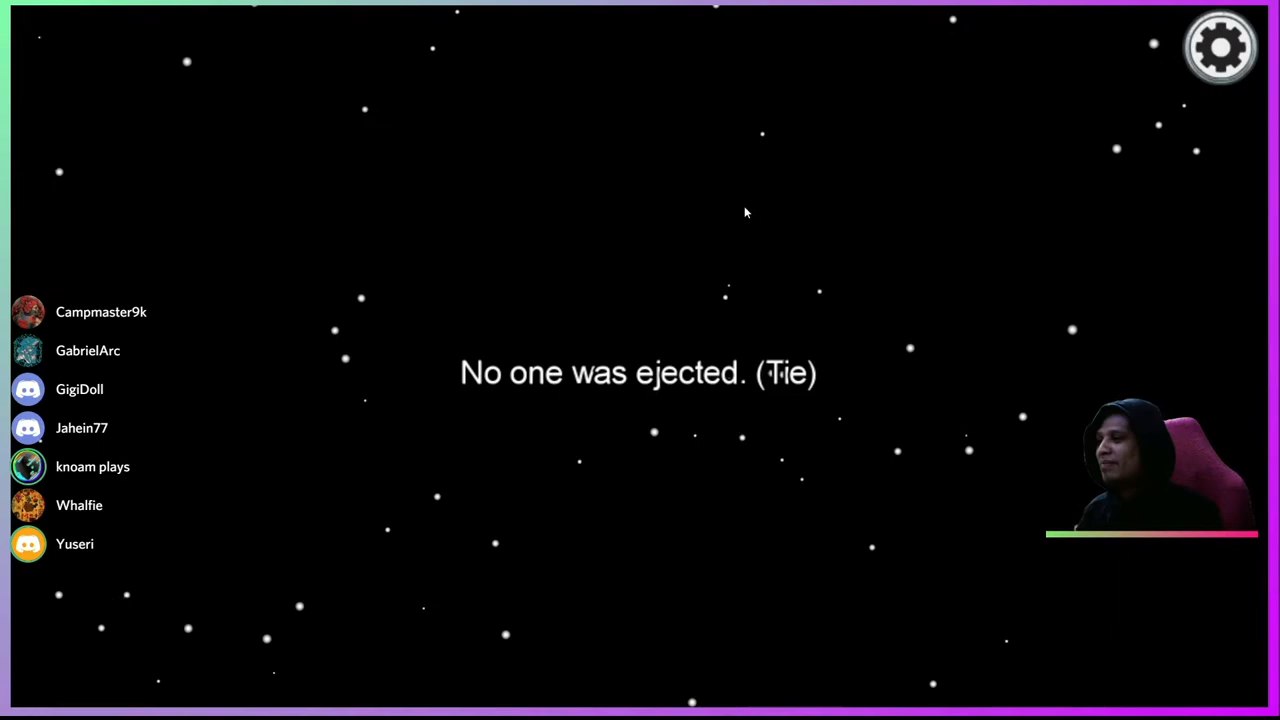 Campmaster9k
GabrielArc
No one was ejected. (Tie)
GigiDoll
Jahein77
knoam plays
Whalfie
Yuseri